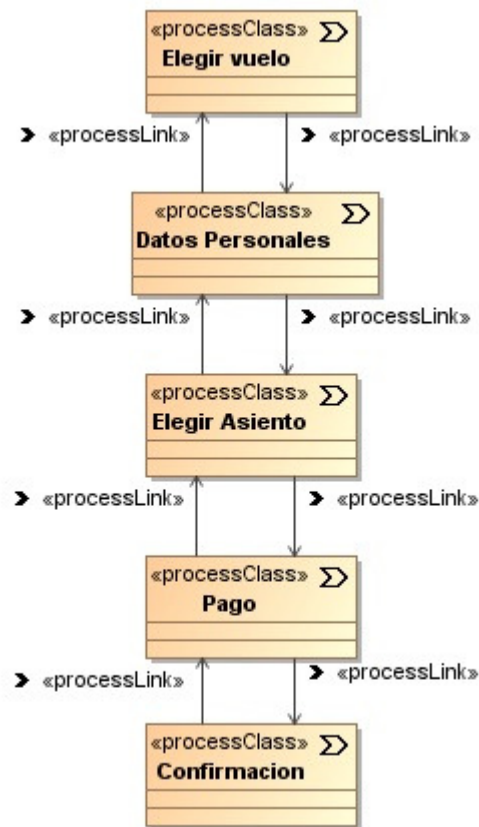 «processClass»
Elegir vuelo
«processLink» «processLink»
«processClass»
Datos Personales
«processLink» «processLink»
«processClass»
Elegir Asiento
«processLink» «processLink»
«processClass»
Pago
«processLink» «processLink»
«processClass»
Confirmacion